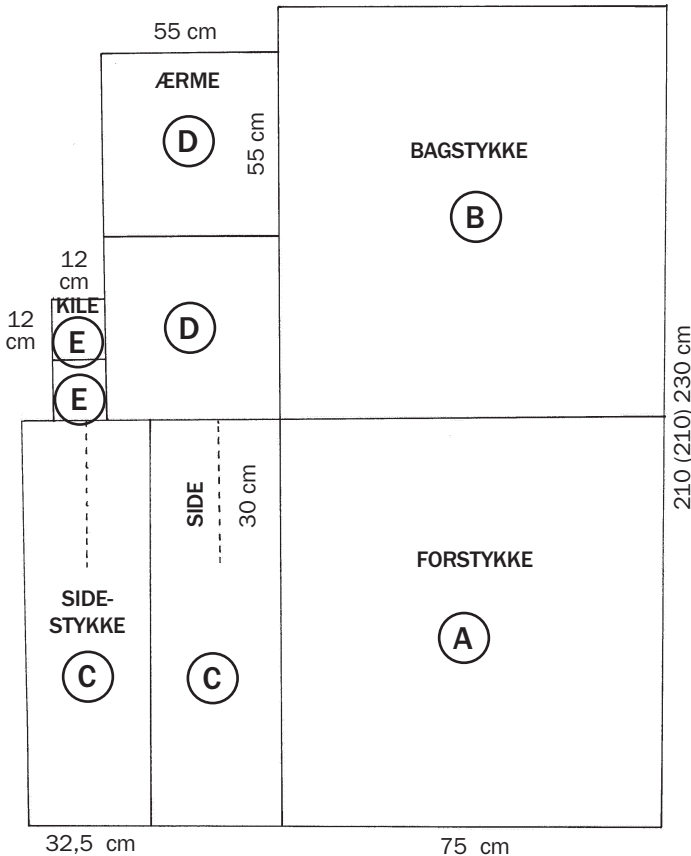 55 cm
ÆRME
D
55 cm
BAGSTYKKE
B
12
cm
KILE
12
cm
E
D
E
210 (210) 230 cm
SIDE
30 cm
FORSTYKKE
A
SIDE-
STYKKE
C
C
32,5 cm
75 cm